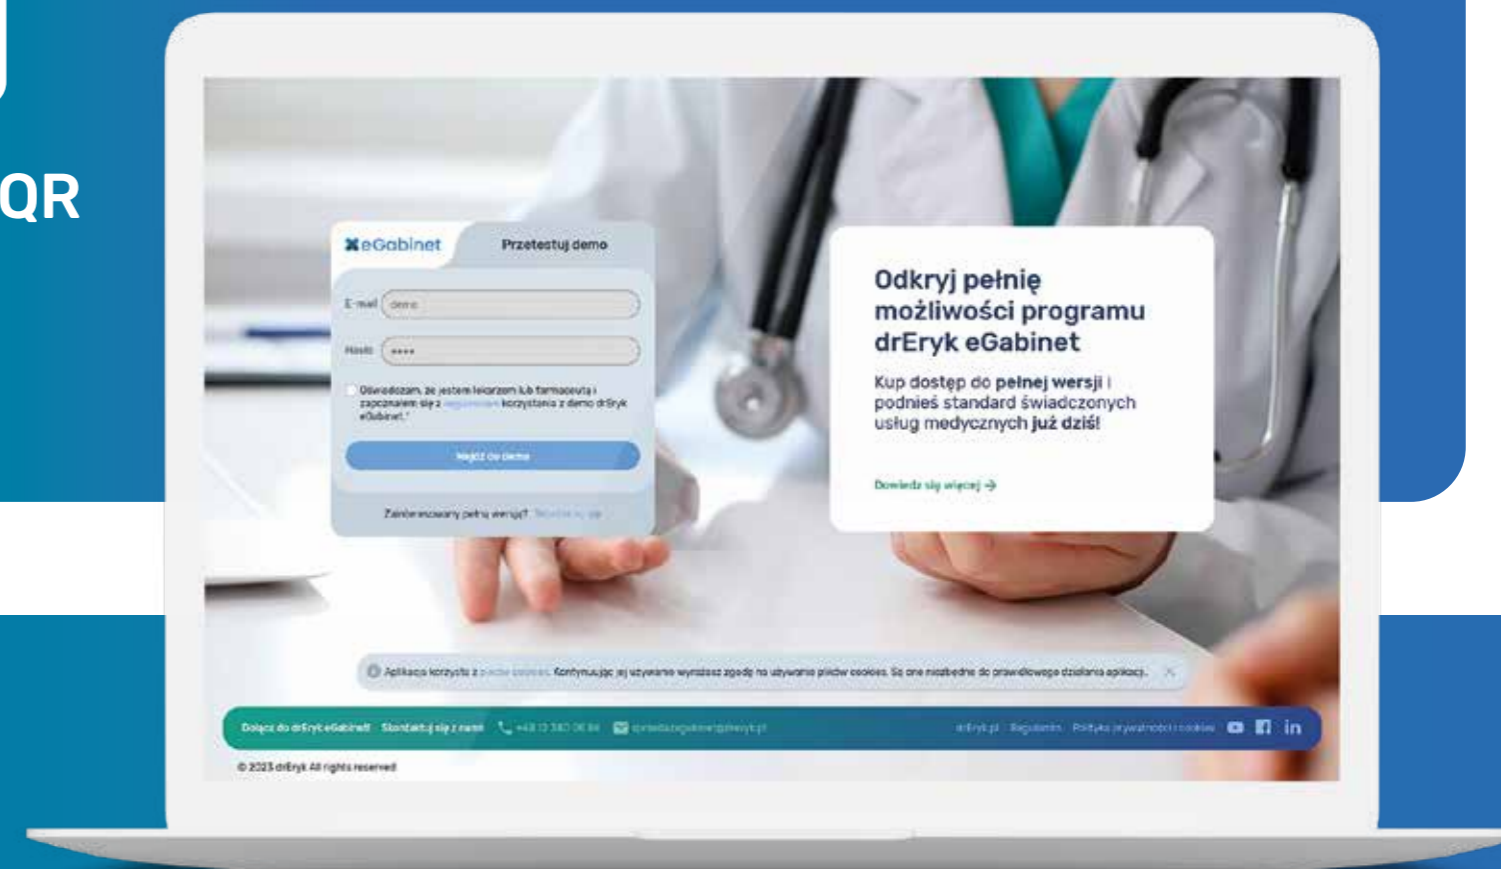 QR
eGabinet
Przetestuj demo
E-mail demo
Hasło ••••
Oświadczam, że jestem lekarzem lub farmaceutą i
zapoznałem się z regulaminem korzystania z demo drEryk
eGabinet.*
Wejdź do demo
Zainteresowany pełną wersją?
Odkryj pełnię
możliwości programu
drEryk eGabinet
Kup dostęp do pełnej wersji i
podnieś standard świadczonych
usług medycznych już dziś!
Dowiedz się więcej →
Aplikacja korzysta z plików cookies. Kontynuując jej używanie wyrażasz zgodę na używanie plików cookies. Są one niezbędne do prawidłowego działania aplikacji.
Dołącz do drEryk eGabinet! Skontaktuj się z nami
drEryk.pl Regulamin Polityka prywatności i cookies in
© 2023 drEryk All rights reserved